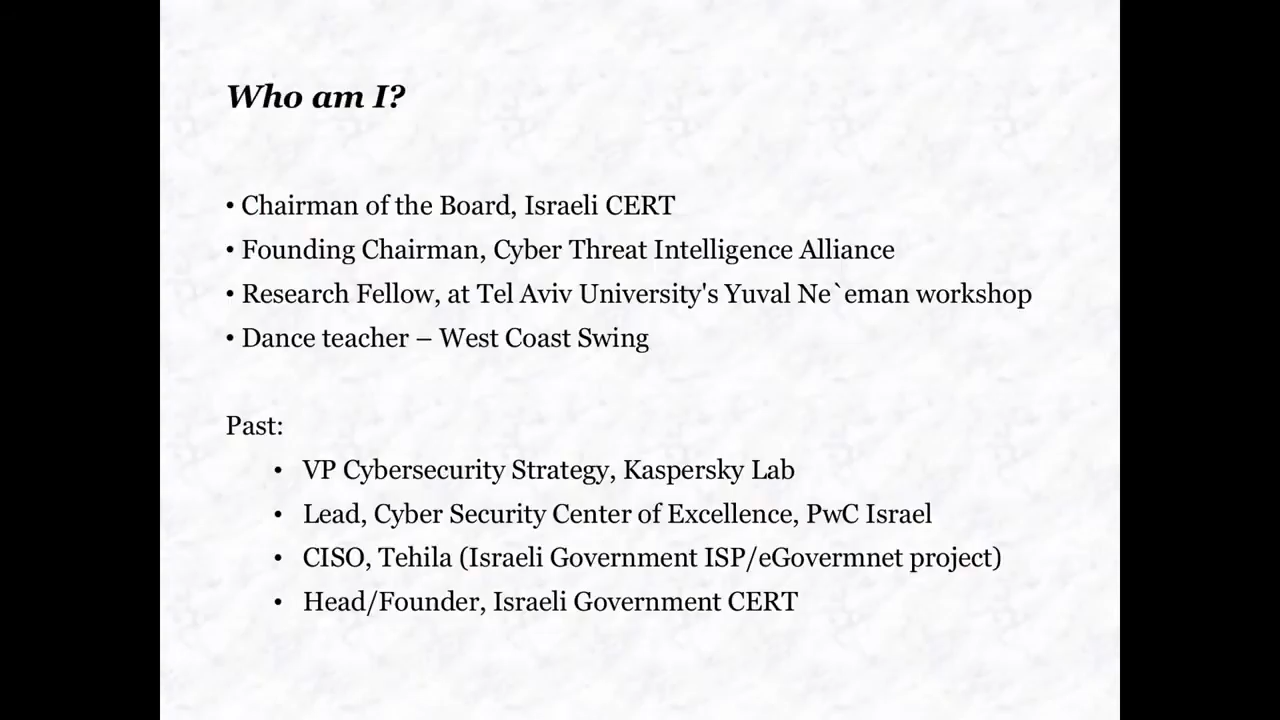 Who am I?
• Chairman of the Board, Israeli CERT
• Founding Chairman, Cyber Threat Intelligence Alliance
• Research Fellow, at Tel Aviv University's Yuval Ne`eman workshop
• Dance teacher – West Coast Swing
Past:
• VP Cybersecurity Strategy, Kaspersky Lab
• Lead, Cyber Security Center of Excellence, PwC Israel
• CISO, Tehila (Israeli Government ISP/eGovermnet project)
• Head/Founder, Israeli Government CERT